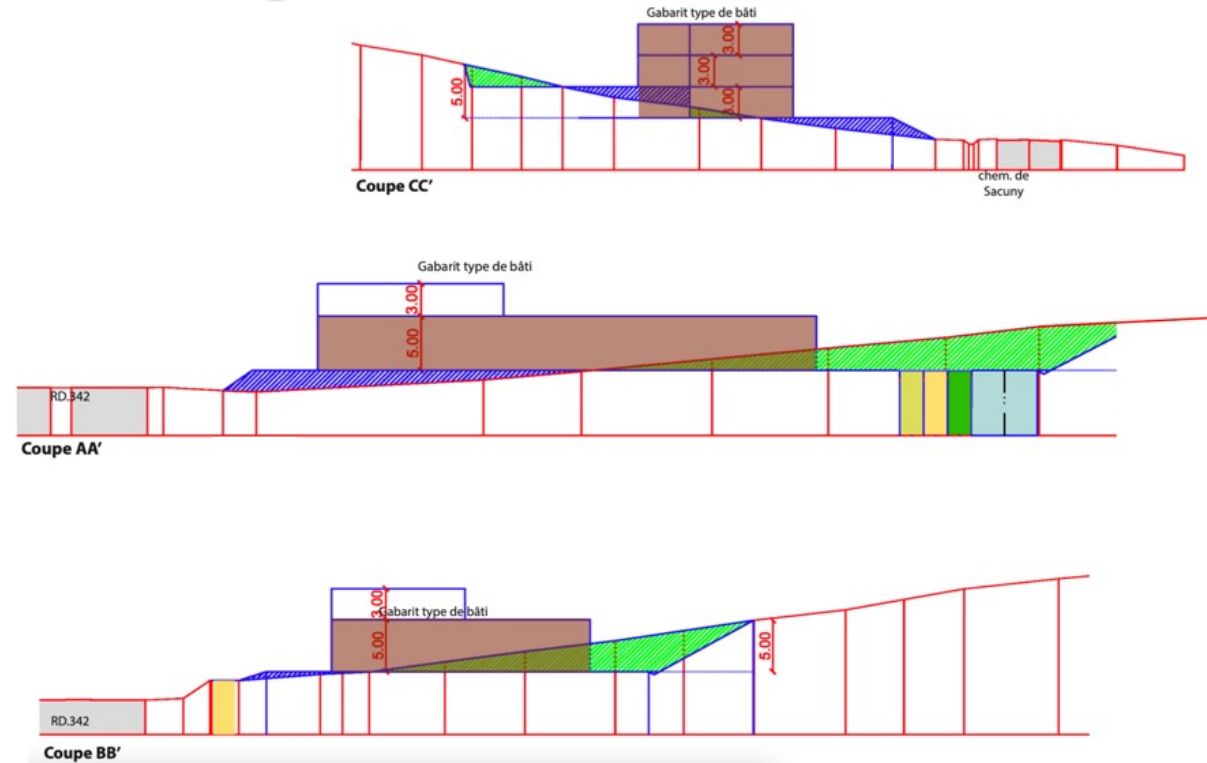 Gabarit type de bâti
3.00
3.00
5.00
3.00
chem. de
Sacuny
Coupe CC'
Gabarit type de bâti
3.00
5.00
RD.342
Coupe AA'
3.00
Gabarit type de bâti
5.00
5.00
RD.342
Coupe BB'